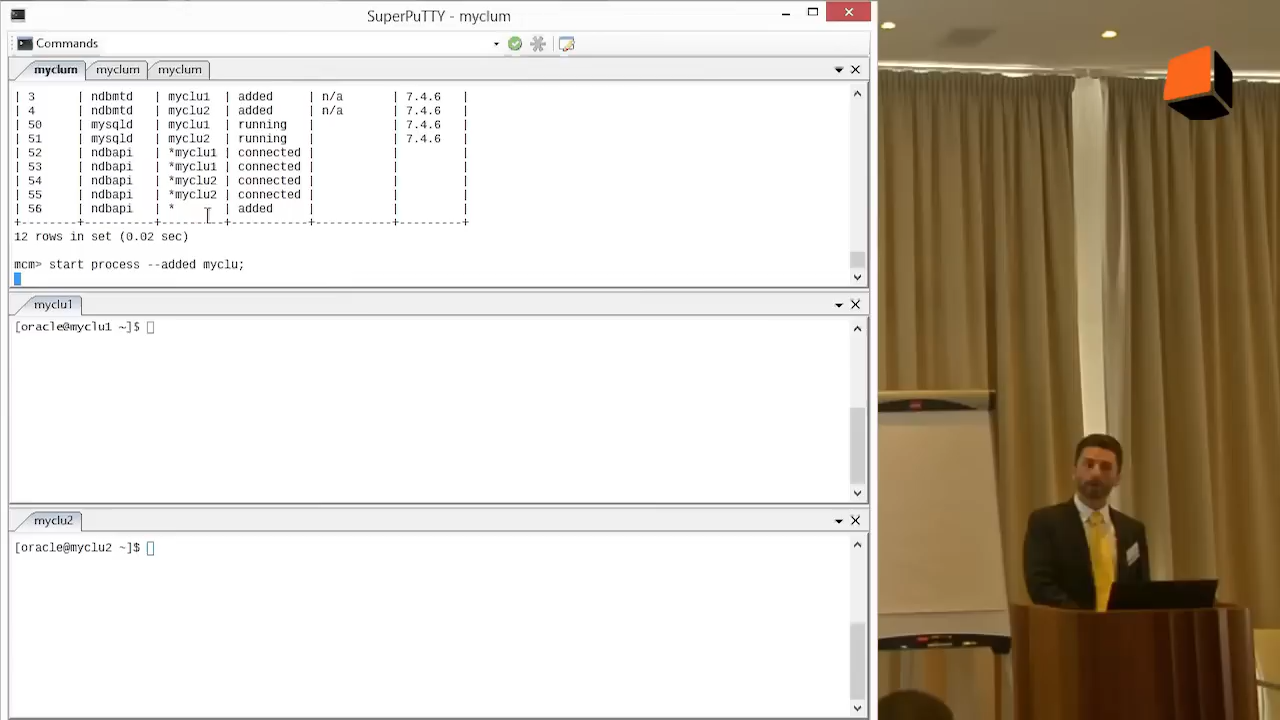 SuperPuTTY - myclum
Commands
myclum myclum myclum
| 3 | ndbmtd | myclu1 | added | n/a | 7.4.6 |
| 4 | ndbmtd | myclu2 | added | n/a | 7.4.6 |
| 50 | mysqld | myclu1 | running | | 7.4.6 |
| 51 | mysqld | myclu2 | running | | 7.4.6 |
| 52 | ndbapi | *myclu1 | connected | | |
| 53 | ndbapi | *myclu1 | connected | | |
| 54 | ndbapi | *myclu2 | connected | | |
| 55 | ndbapi | *myclu2 | connected | | |
| 56 | ndbapi | * | added | | |
+--------+----------+---------+-----------+-----------+---------+
12 rows in set (0.02 sec)
mcm> start process --added myclu;
myclu1
[oracle@myclu1 ~]$
myclu2
[oracle@myclu2 ~]$